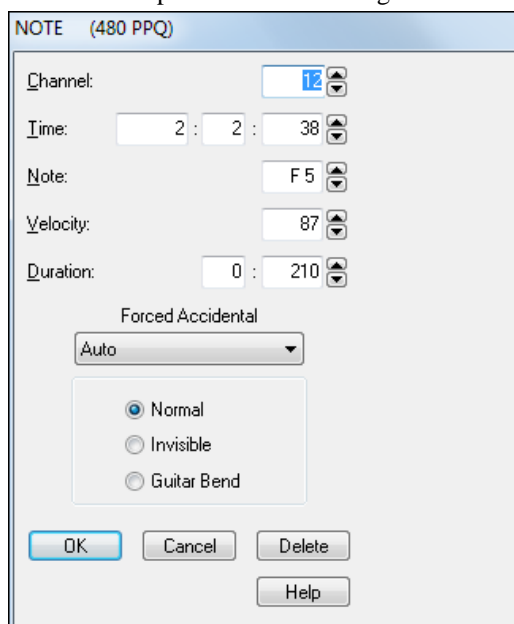 NOTE (480 PPQ)
Channel: 12
Time: 2 : 2 : 38
Note: F 5
Velocity: 87
Duration: 0 : 210
Forced Accidental
Auto
Normal
Invisible
Guitar Bend
OK Cancel Delete
Help